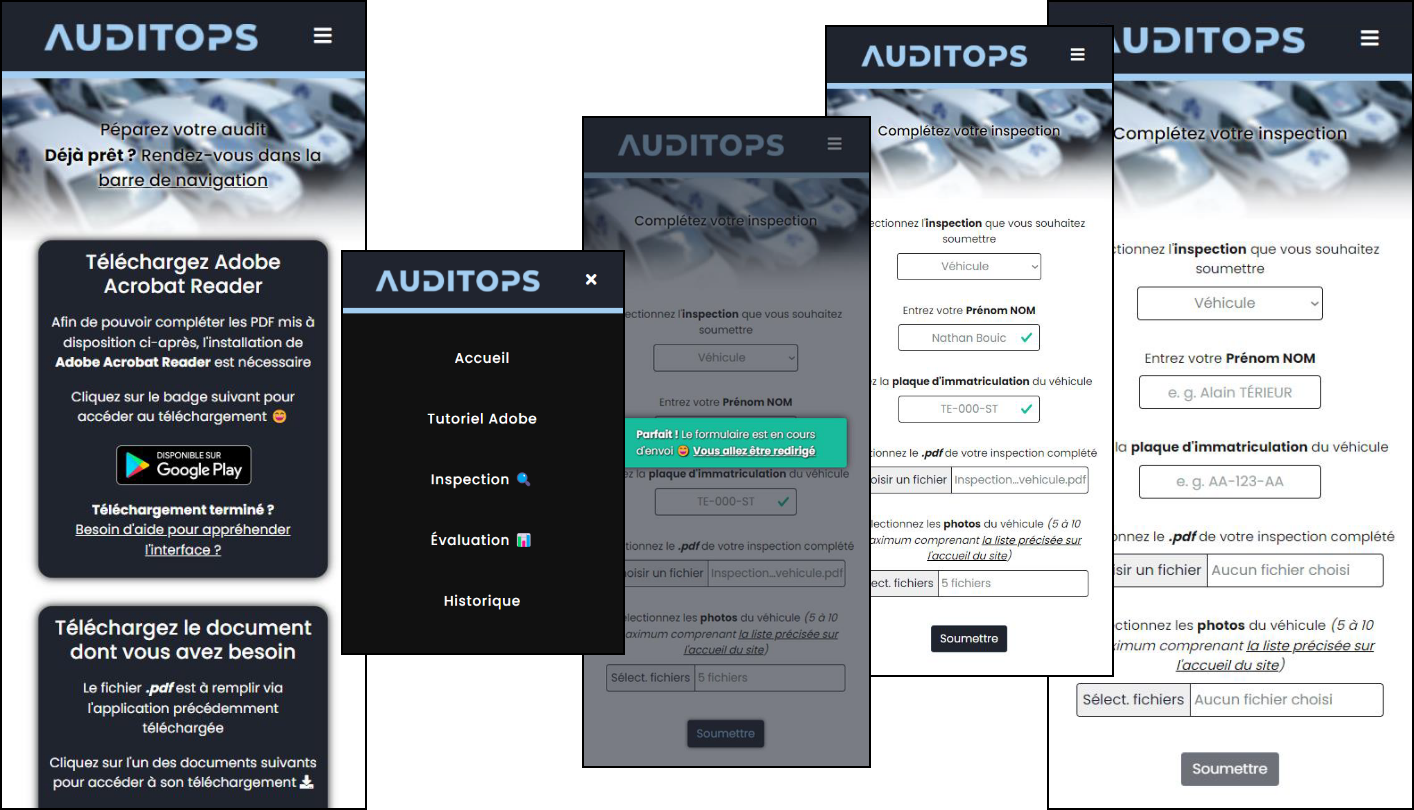 AUDITOPS
Péparez votre audit
Déjà prêt ? Rendez-vous dans la
barre de navigation
Téléchargez Adobe
Acrobat Reader
Afin de pouvoir compléter les PDF mis à
disposition ci-après, l'installation de
Adobe Acrobat Reader est nécessaire
Cliquez sur le badge suivant pour
accéder au téléchargement 😄
DISPONIBLE SUR
Google Play
Téléchargement terminé ?
Besoin d'aide pour appréhender
l'interface ?
Téléchargez le document
dont vous avez besoin
Le fichier .pdf est à remplir via
l'application précédemment
téléchargée
Cliquez sur l'un des documents suivants
pour accéder à son téléchargement
AUDITOPS
Accueil
Tutoriel Adobe
Inspection 🔍
Évaluation 📊
Historique
AUDITOPS
Complétez votre inspection
ectionnez l'inspection que vous souhaitez
soumettre
Véhicule
Entrez votre Prénom NOM
Parfait ! Le formulaire est en cours
d'envoi 😄 Vous allez être redirigé
ez la plaque d'immatriculation du véhicule
TE-000-ST
tionnez le .pdf de votre inspection complété
hoisir un fichier Inspection...vehicule.pdf
électionnez les photos du véhicule (5 à 10
aximum comprenant la liste précisée sur
l'accueil du site)
Sélect. fichiers 5 fichiers
Soumettre
AUDITOPS
Complétez votre inspection
ectionnez l'inspection que vous souhaitez
soumettre
Véhicule
Entrez votre Prénom NOM
Nathan Bouic
ez la plaque d'immatriculation du véhicule
TE-000-ST
tionnez le .pdf de votre inspection complété
oisir un fichier Inspection...vehicule.pdf
électionnez les photos du véhicule (5 à 10
aximum comprenant la liste précisée sur
l'accueil du site)
ect. fichiers 5 fichiers
Soumettre
AUDITOPS
Complétez votre inspection
ctionnez l'inspection que vous souhaitez
soumettre
Véhicule
Entrez votre Prénom NOM
e. g. Alain TÉRIEUR
la plaque d'immatriculation du véhicule
e. g. AA-123-AA
onnez le .pdf de votre inspection complété
isir un fichier Aucun fichier choisi
ectionnez les photos du véhicule (5 à 10
ximum comprenant la liste précisée sur
l'accueil du site)
Sélect. fichiers Aucun fichier choisi
Soumettre